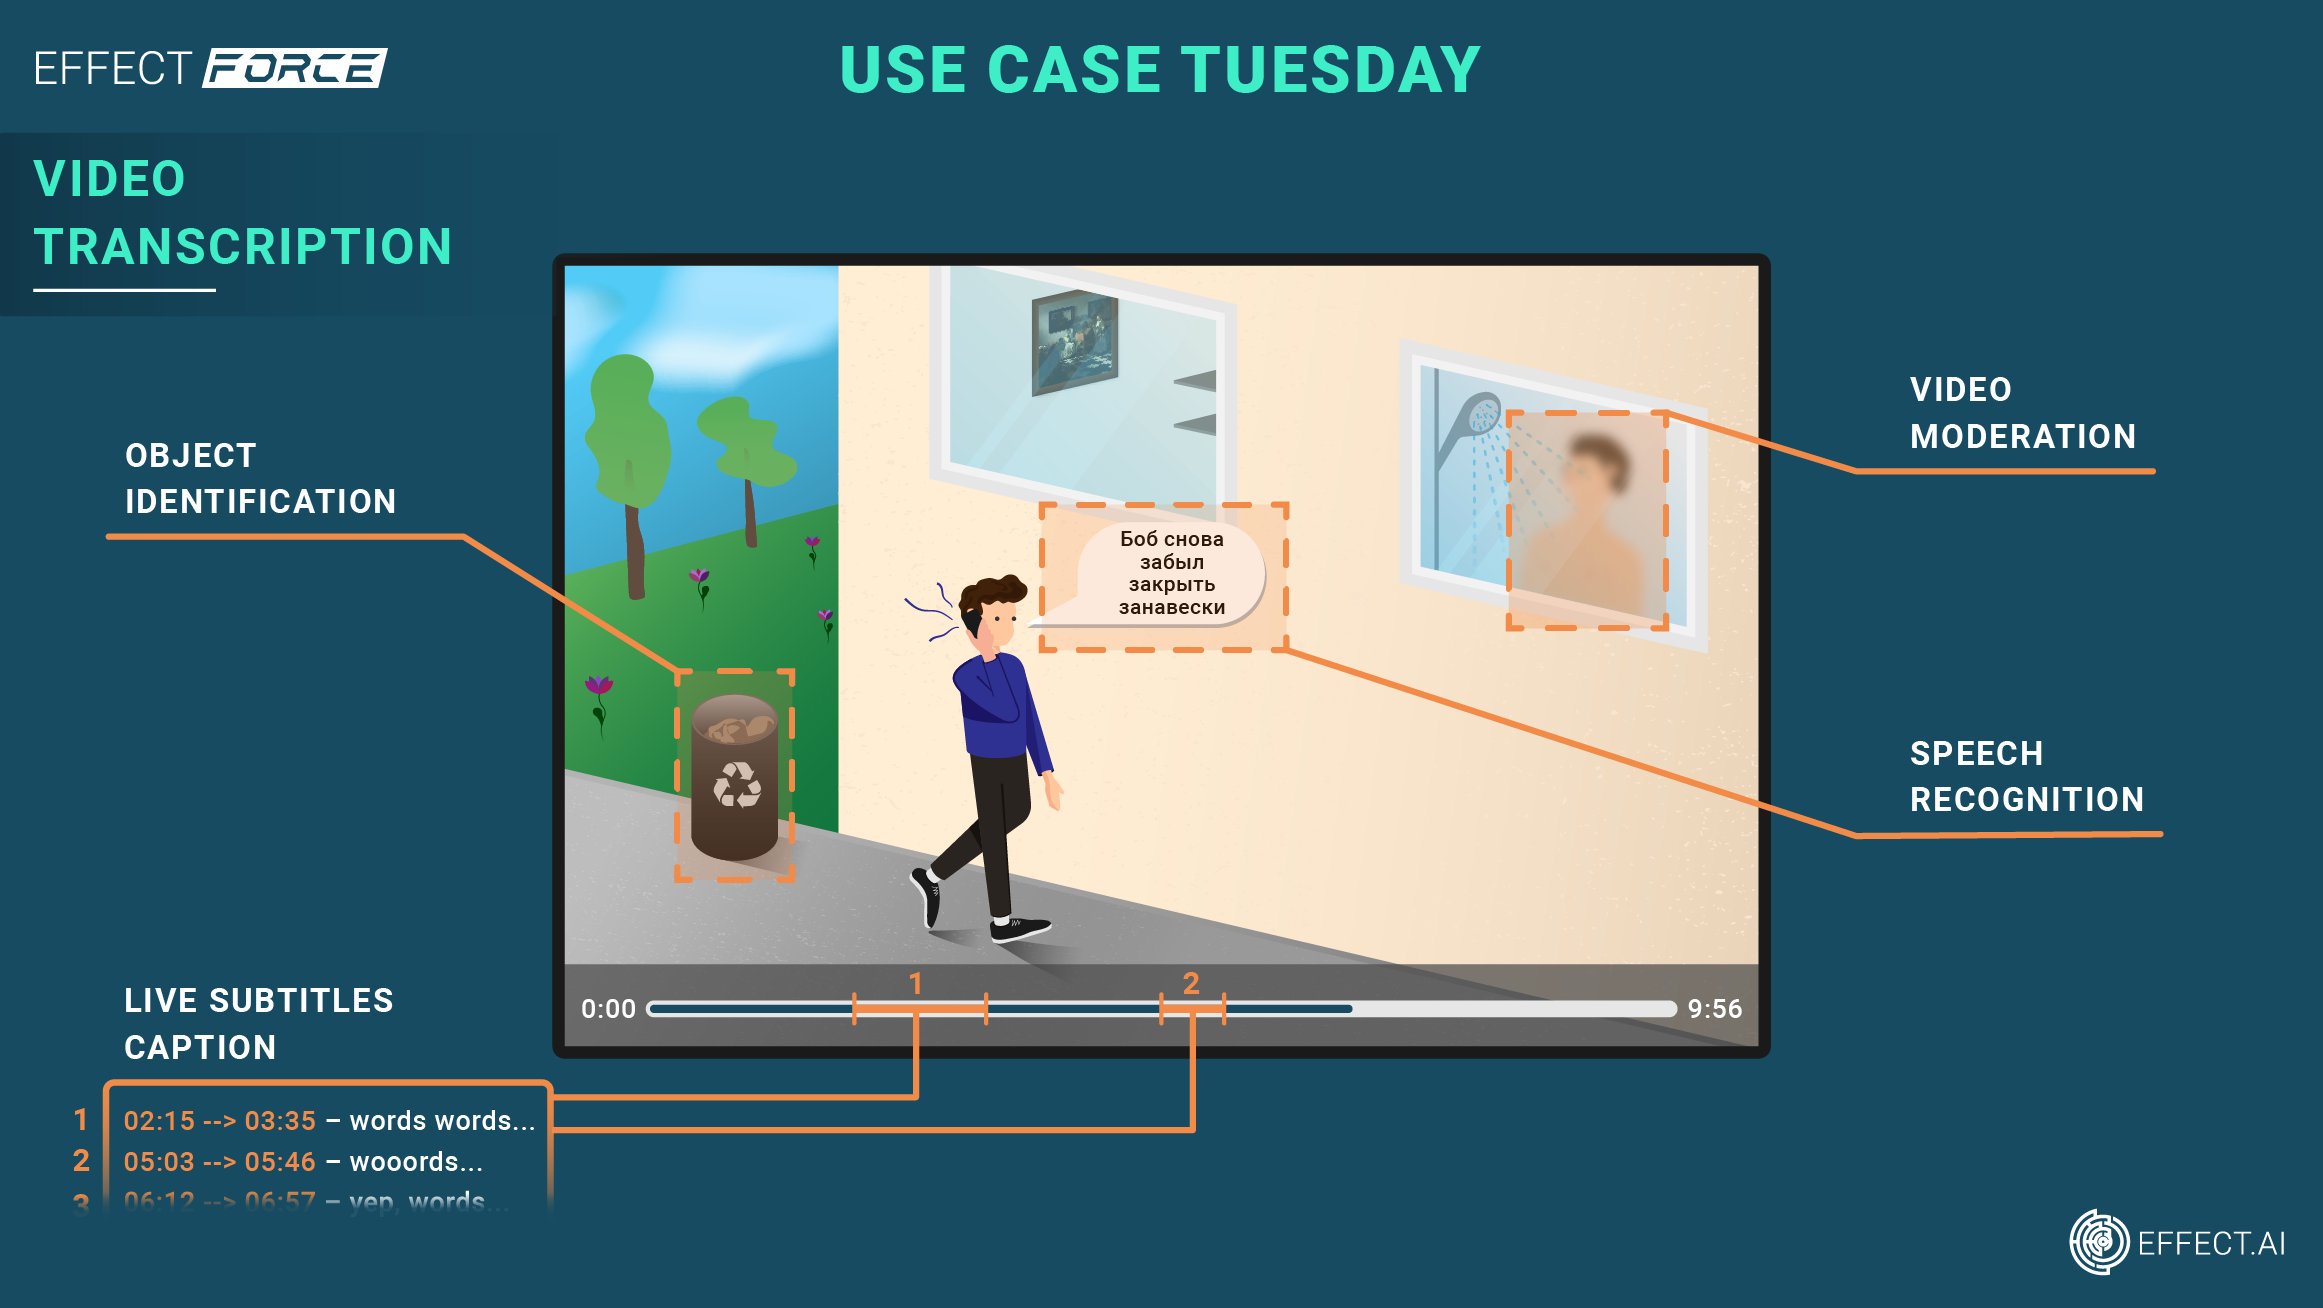 EFFECT FORCE
USE CASE TUESDAY
VIDEO
TRANSCRIPTION
OBJECT
IDENTIFICATION
VIDEO
MODERATION
Боб снова
забыл
закрыть
занавески
SPEECH
RECOGNITION
1
2
0:00
9:56
LIVE SUBTITLES
CAPTION
1 02:15 --> 03:35 – words words...
2 05:03 --> 05:46 – wooords...
3 06:12 --> 06:57 – yep, words...
EFFECT.AI